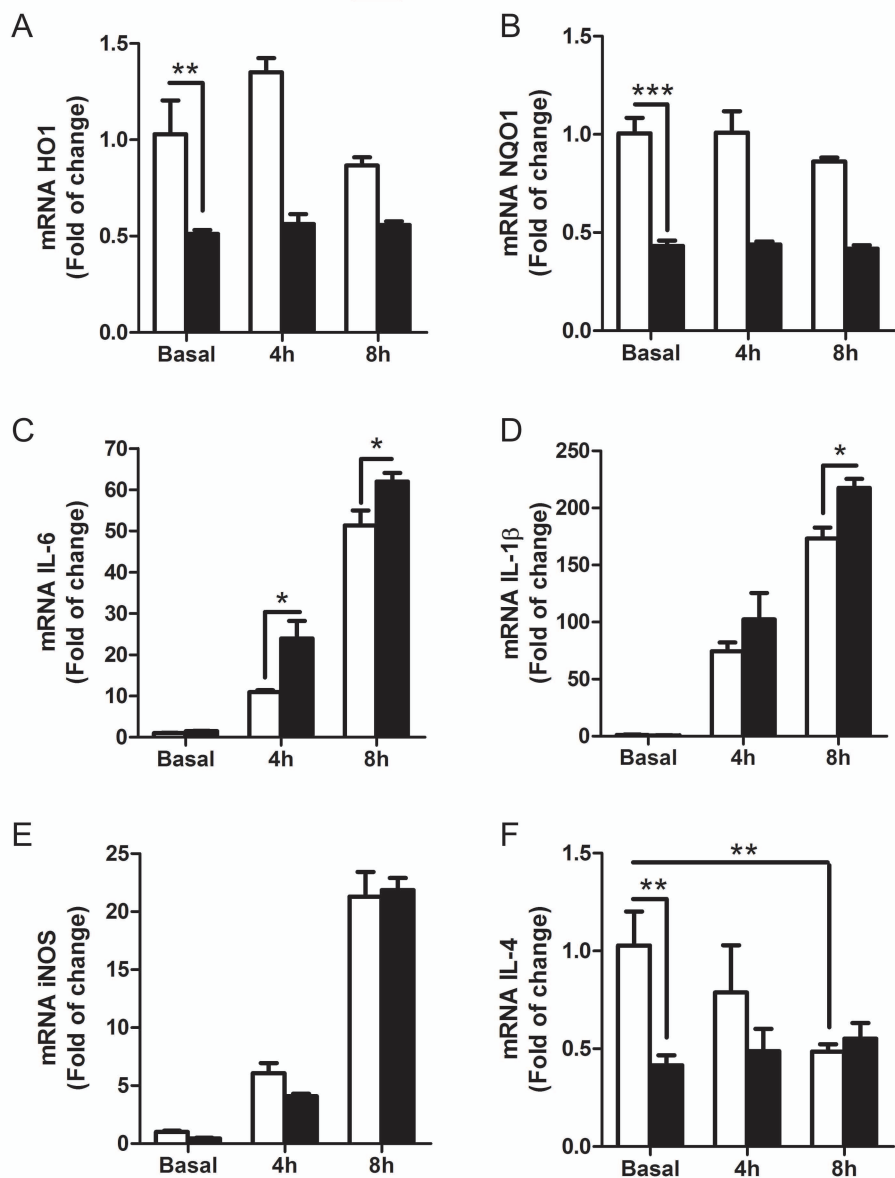 A
mRNA HO1
(Fold of change)
1.5
1.0
0.5
0.0
**
Basal 4h 8h
B
mRNA NQO1
(Fold of change)
1.5
1.0
0.5
0.0
***
Basal 4h 8h
C
mRNA IL-6
(Fold of change)
70
60
50
40
30
20
10
0
*
*
Basal 4h 8h
D
mRNA IL-1β
(Fold of change)
250
200
150
100
50
0
*
Basal 4h 8h
E
mRNA iNOS
(Fold of change)
25
20
15
10
5
0
Basal 4h 8h
F
mRNA IL-4
(Fold of change)
1.5
1.0
0.5
0.0
**
**
Basal 4h 8h